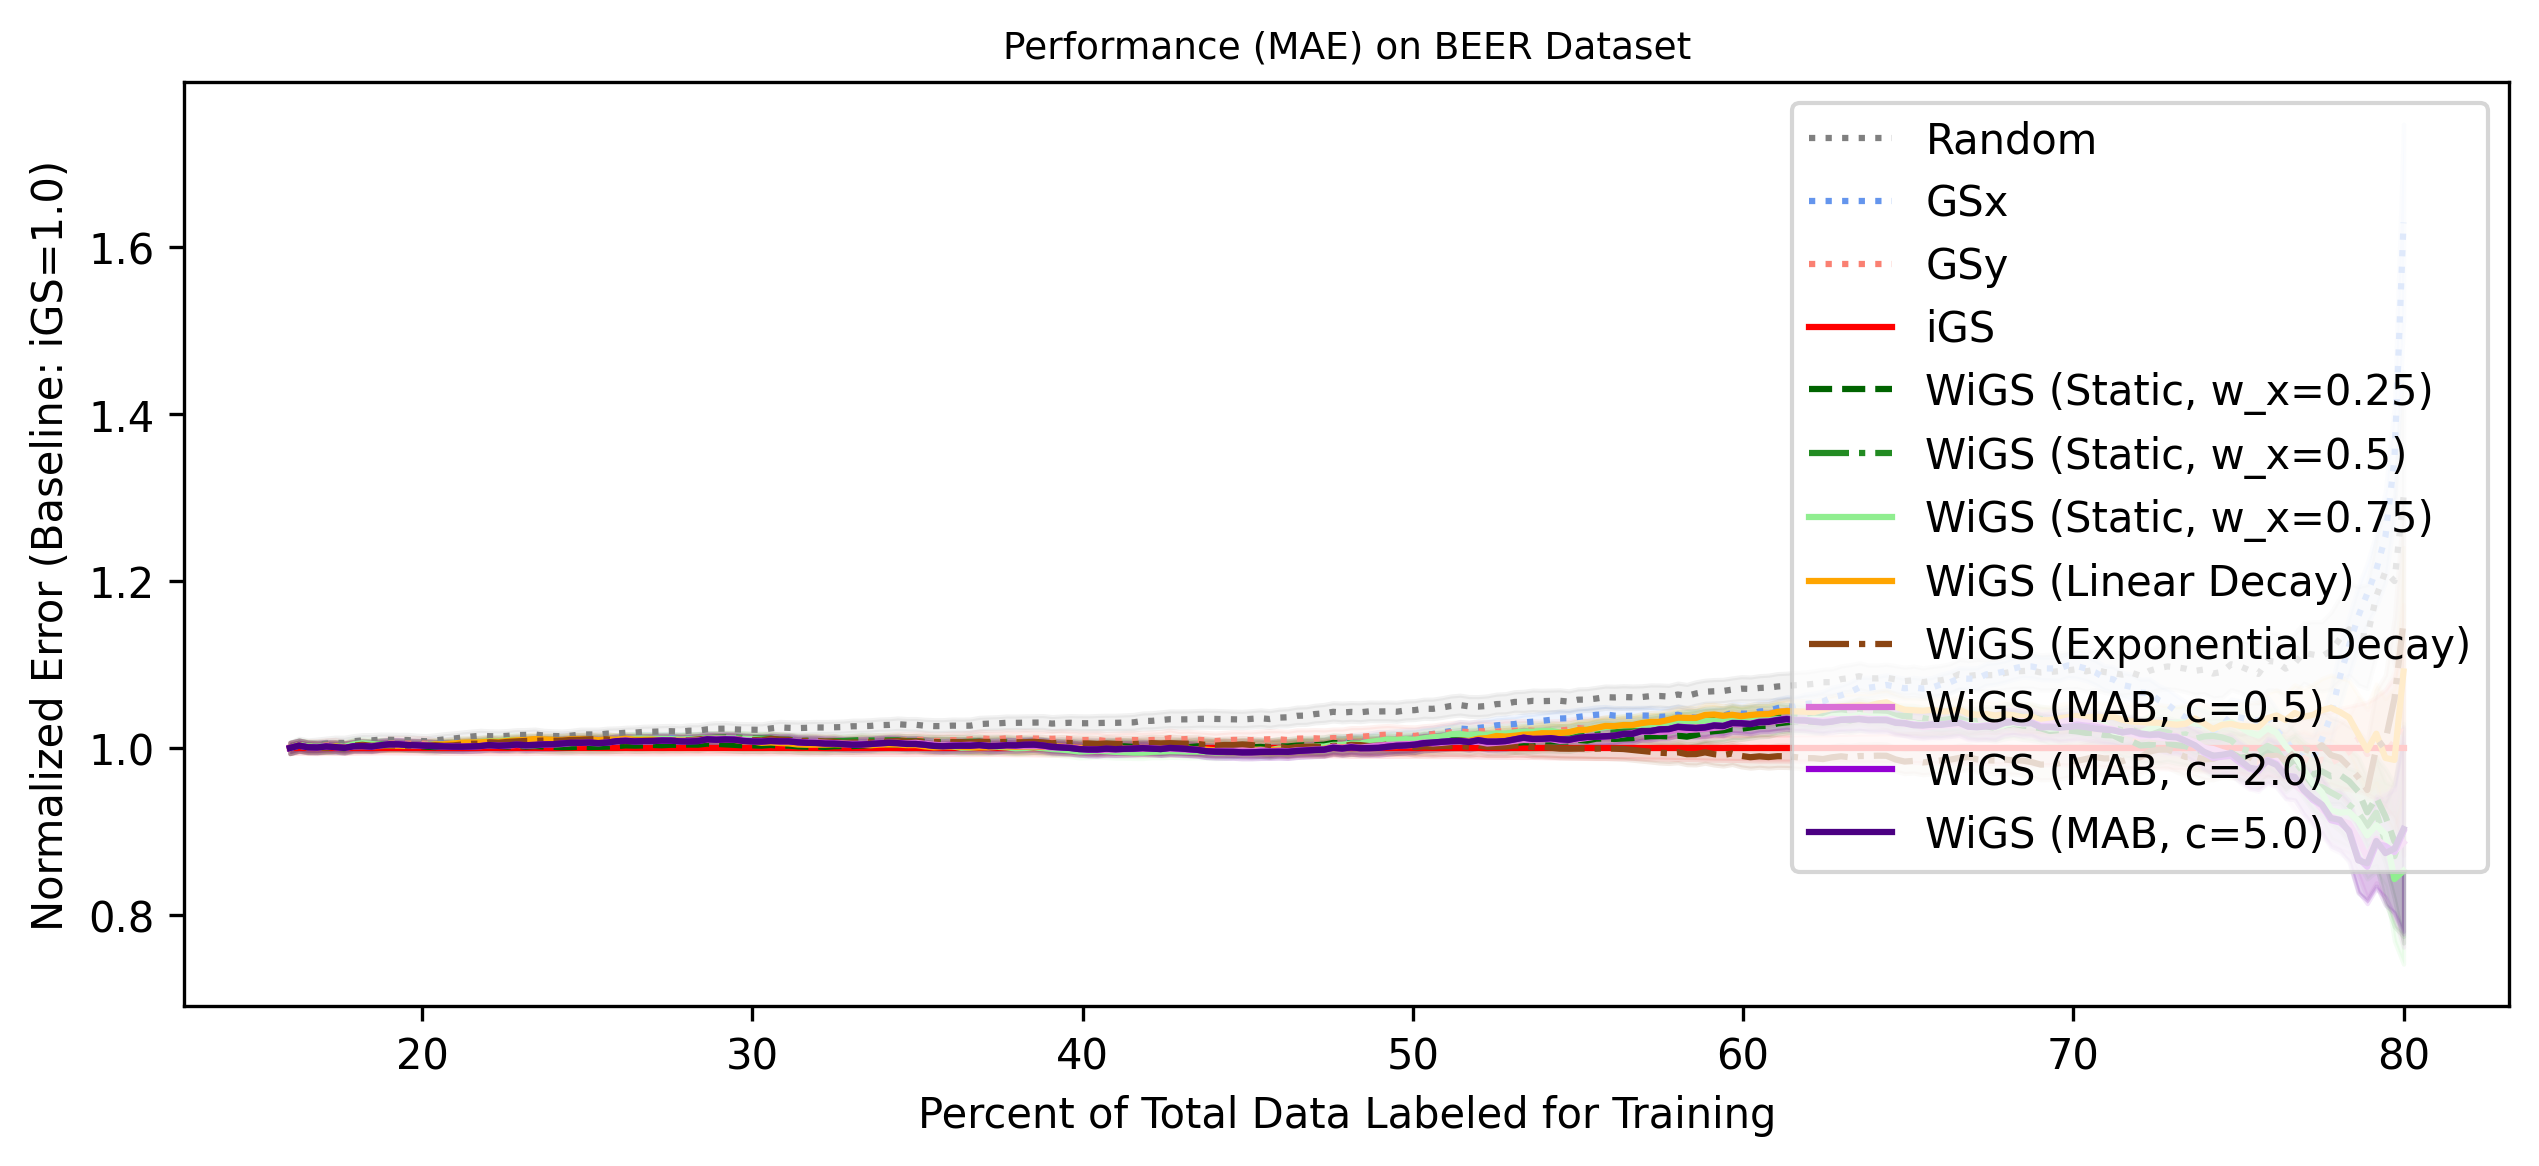 Performance (MAE) on BEER Dataset
Normalized Error (Baseline: iGS=1.0)
1.6
1.4
1.2
1.0
0.8
Random
GSx
GSy
iGS
WiGS (Static, w_x=0.25)
WiGS (Static, w_x=0.5)
WiGS (Static, w_x=0.75)
WiGS (Linear Decay)
WiGS (Exponential Decay)
WiGS (MAB, c=0.5)
WiGS (MAB, c=2.0)
WiGS (MAB, c=5.0)
20 30 40 50 60 70 80
Percent of Total Data Labeled for Training